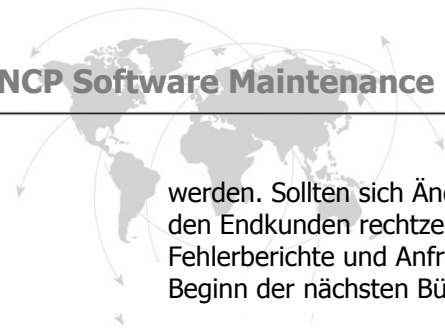 NCP Software Maintenance
werden. Sollten sich
den Endkunden
Fehlerberichte und
Beginn der nächsten